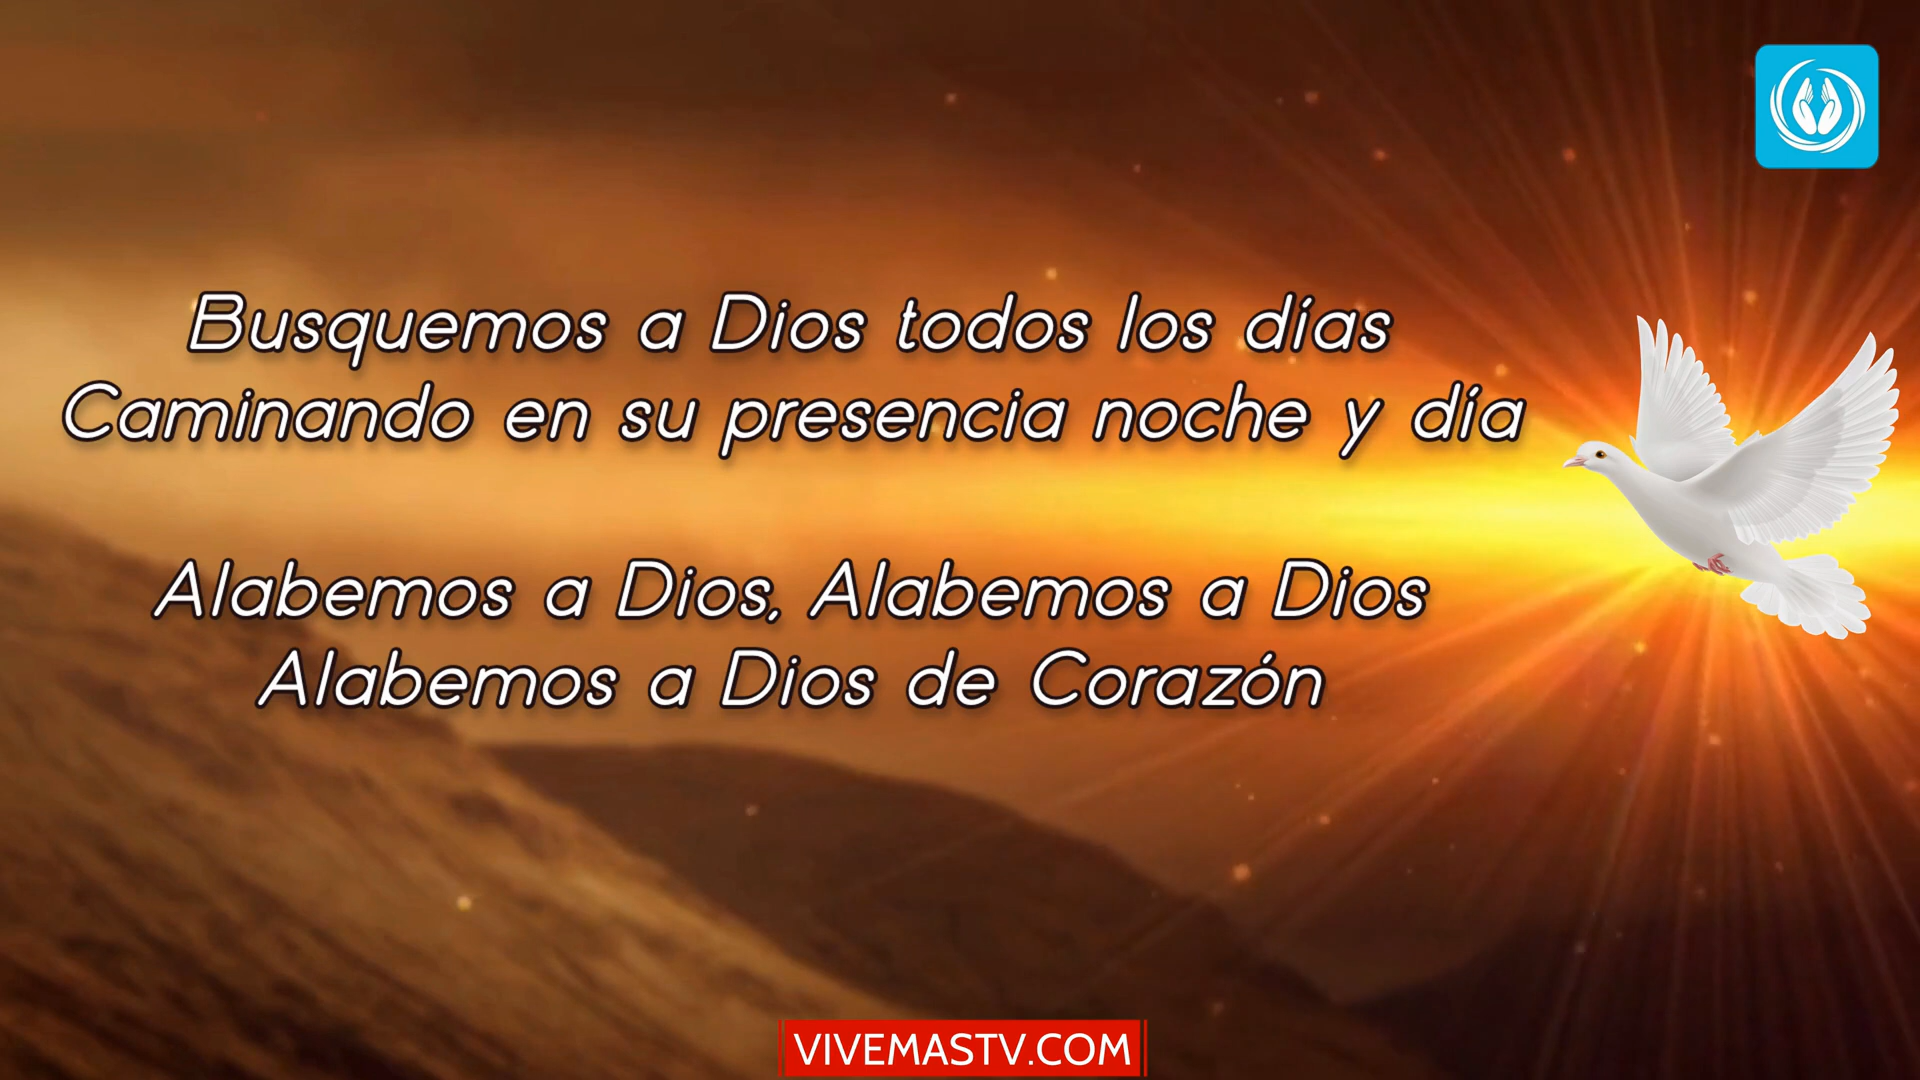 Busquemos a Dios todos los días
Caminando en su presencia noche y día
Alabemos a Dios, Alabemos a Dios
Alabemos a Dios de Corazón
VIVEMASTV.COM